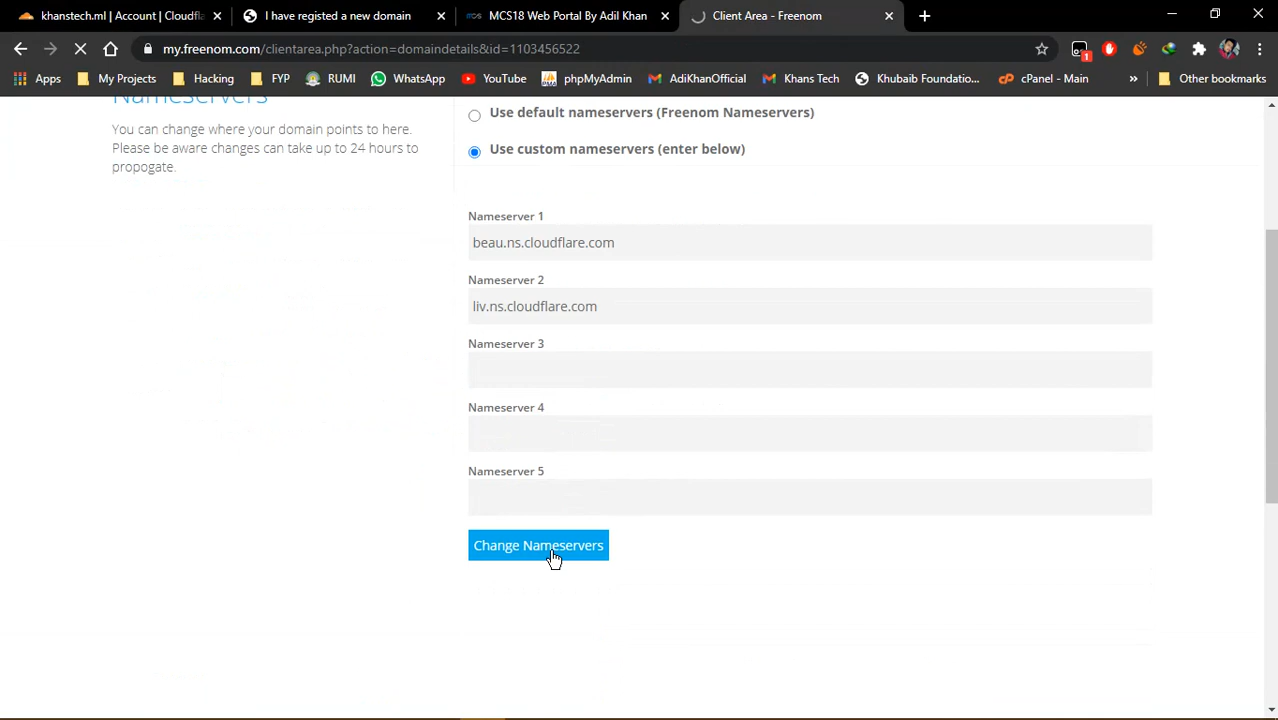 khanstech.ml | Account | Cloudfla
I have registed a new domain
MCS18 Web Portal By Adil Khan
Client Area - Freenom
my.freenom.com/clientarea.php?action=domaindetails&id=1103456522
1
Apps
My Projects
Hacking
FYP
RUMI
WhatsApp
YouTube
phpMyAdmin
AdiKhanOfficial
Khans Tech
Khubaib Foundatio...
cPanel - Main
»
Other bookmarks
Nameservers
You can change where your domain points to here.
Please be aware changes can take up to 24 hours to
propogate.
Use default nameservers (Freenom Nameservers)
Use custom nameservers (enter below)
Nameserver 1
beau.ns.cloudflare.com
Nameserver 2
liv.ns.cloudflare.com
Nameserver 3
Nameserver 4
Nameserver 5
Change Nameservers